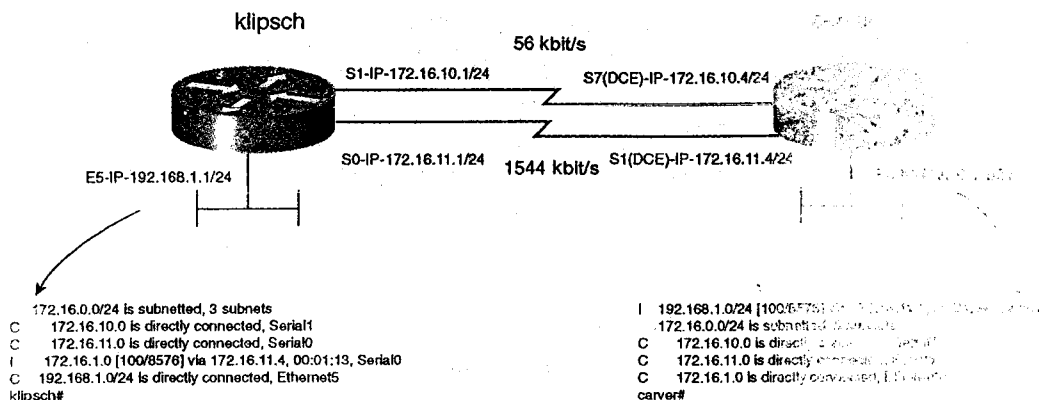 klipsch
56 kbit/s
S1-IP-172.16.10.1/24
S7(DCE)-IP-172.16.10.4/24
S0-IP-172.16.11.1/24
1544 kbit/s
S1(DCE)-IP-172.16.11.4/24
E5-IP-192.168.1.1/24
172.16.0.0/24 is subnetted, 3 subnets
C 172.16.10.0 is directly connected, Serial1
C 172.16.11.0 is directly connected, Serial0
I 172.16.1.0 [100/8576] via 172.16.11.4, 00:01:13, Serial0
C 192.168.1.0/24 is directly connected, Ethernet5
klipsch#
I 192.168.1.0/24 [100/8576]
172.16.0.0/24 is subnetted,
C 172.16.10.0 is directly
C 172.16.11.0 is directly connected,
C 172.16.1.0 is directly connected,
carver#